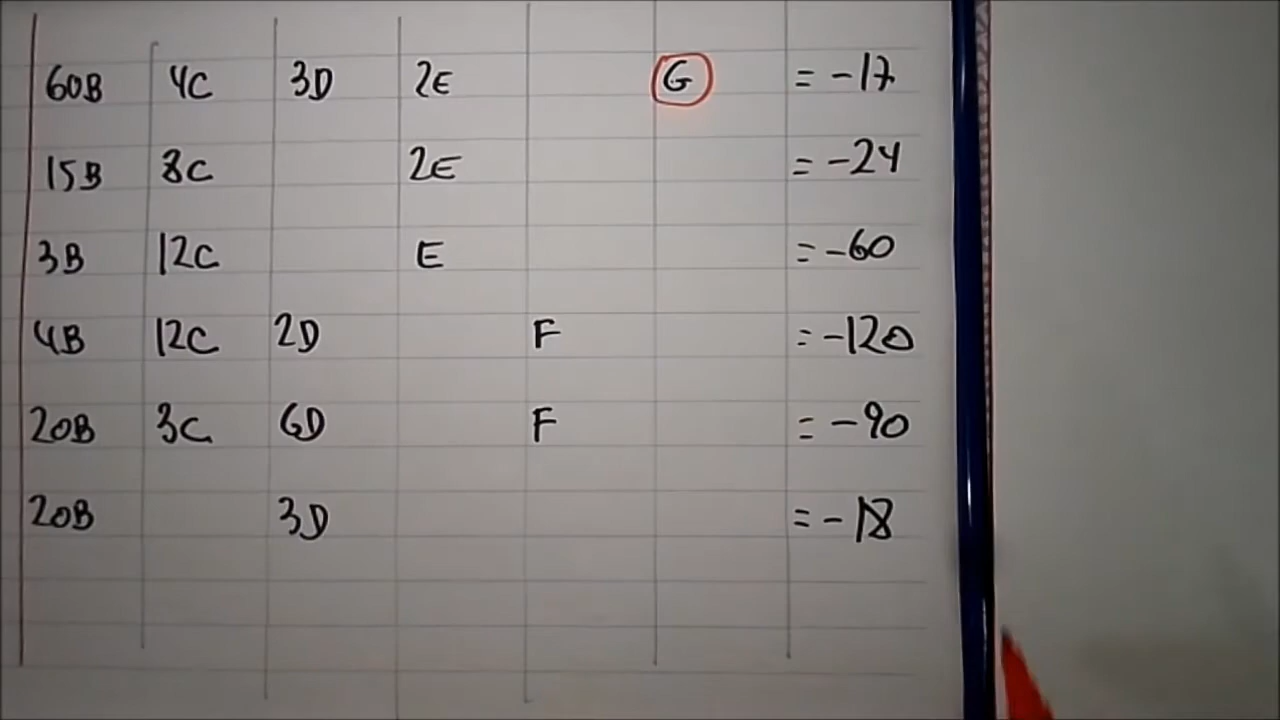 60B 4C 3D 2E G = -17
15B 8C 2E = -24
3B 12C E = -60
4B 12C 2D F = -120
20B 3C 6D F = -90
20B 3D = -18